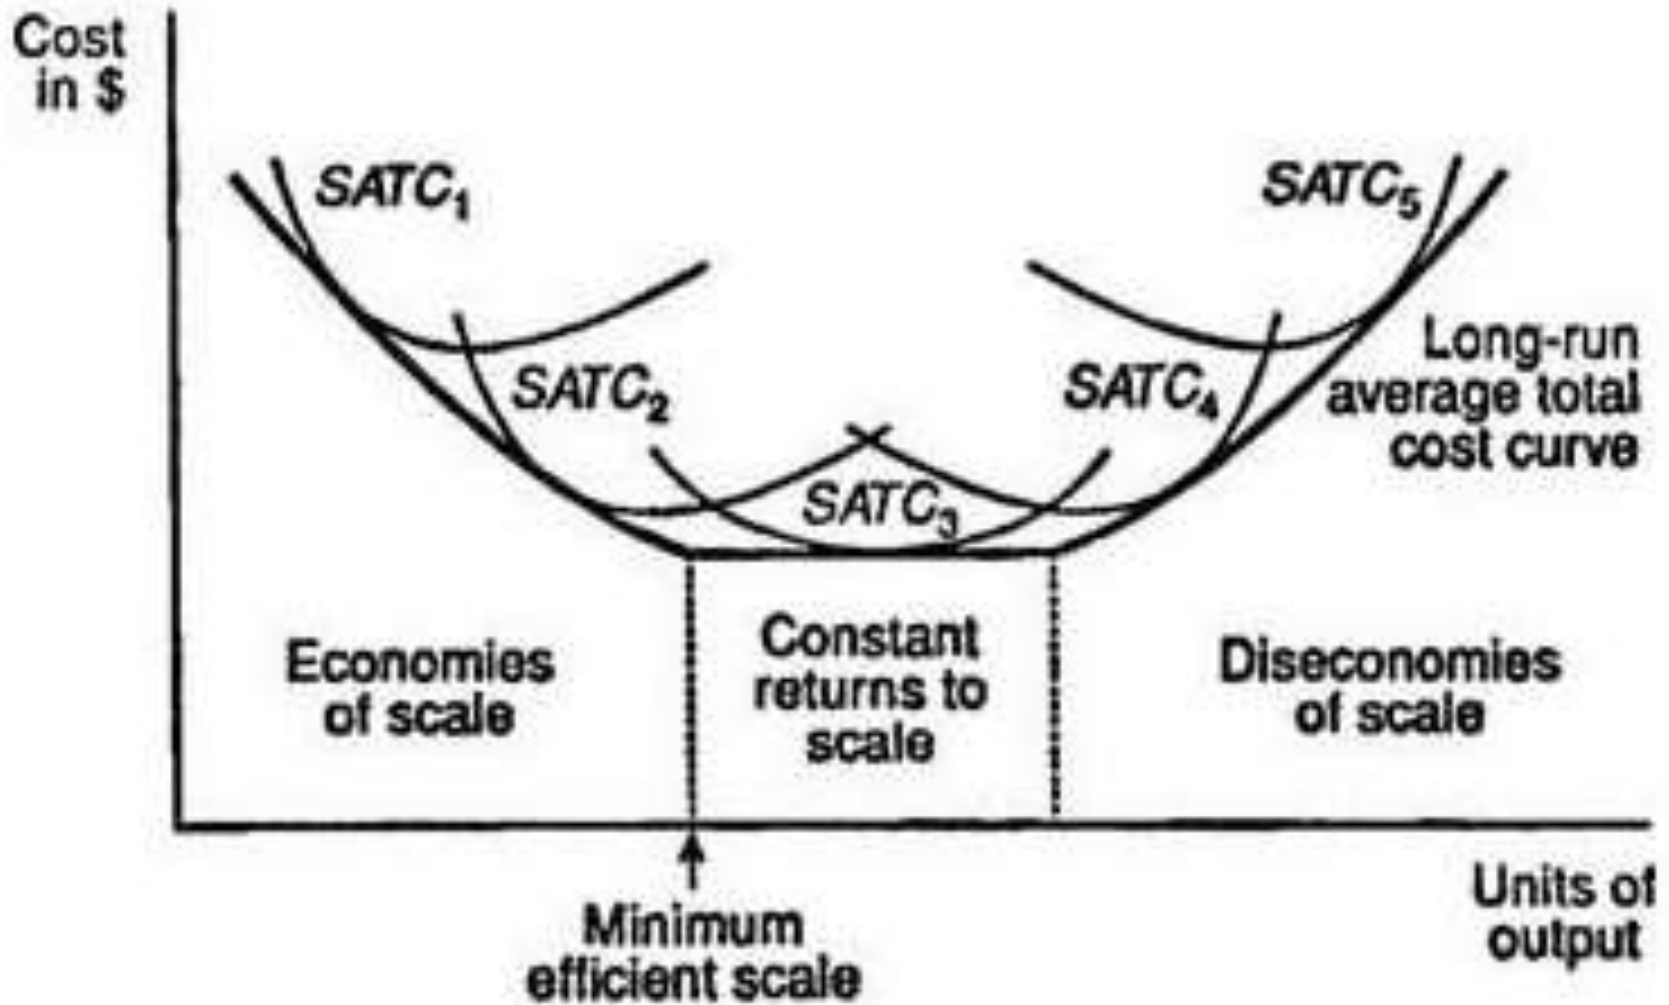 Cost
in $
SATC₁
SATC₅
SATC₂
SATC₄
Long-run
average total
cost curve
SATC₃
Economies
of scale
Constant
returns to
scale
Diseconomies
of scale
Minimum
efficient scale
Units of
output